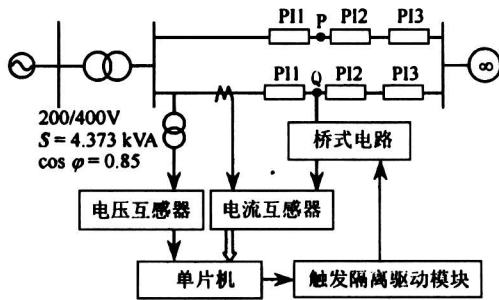 PI1 P PI2 PI3
PI1 Q PI2 PI3
∞
200/400V
S = 4.373 kVA
cos φ = 0.85
桥式电路
电压互感器
电流互感器
单片机
触发隔离驱动模块